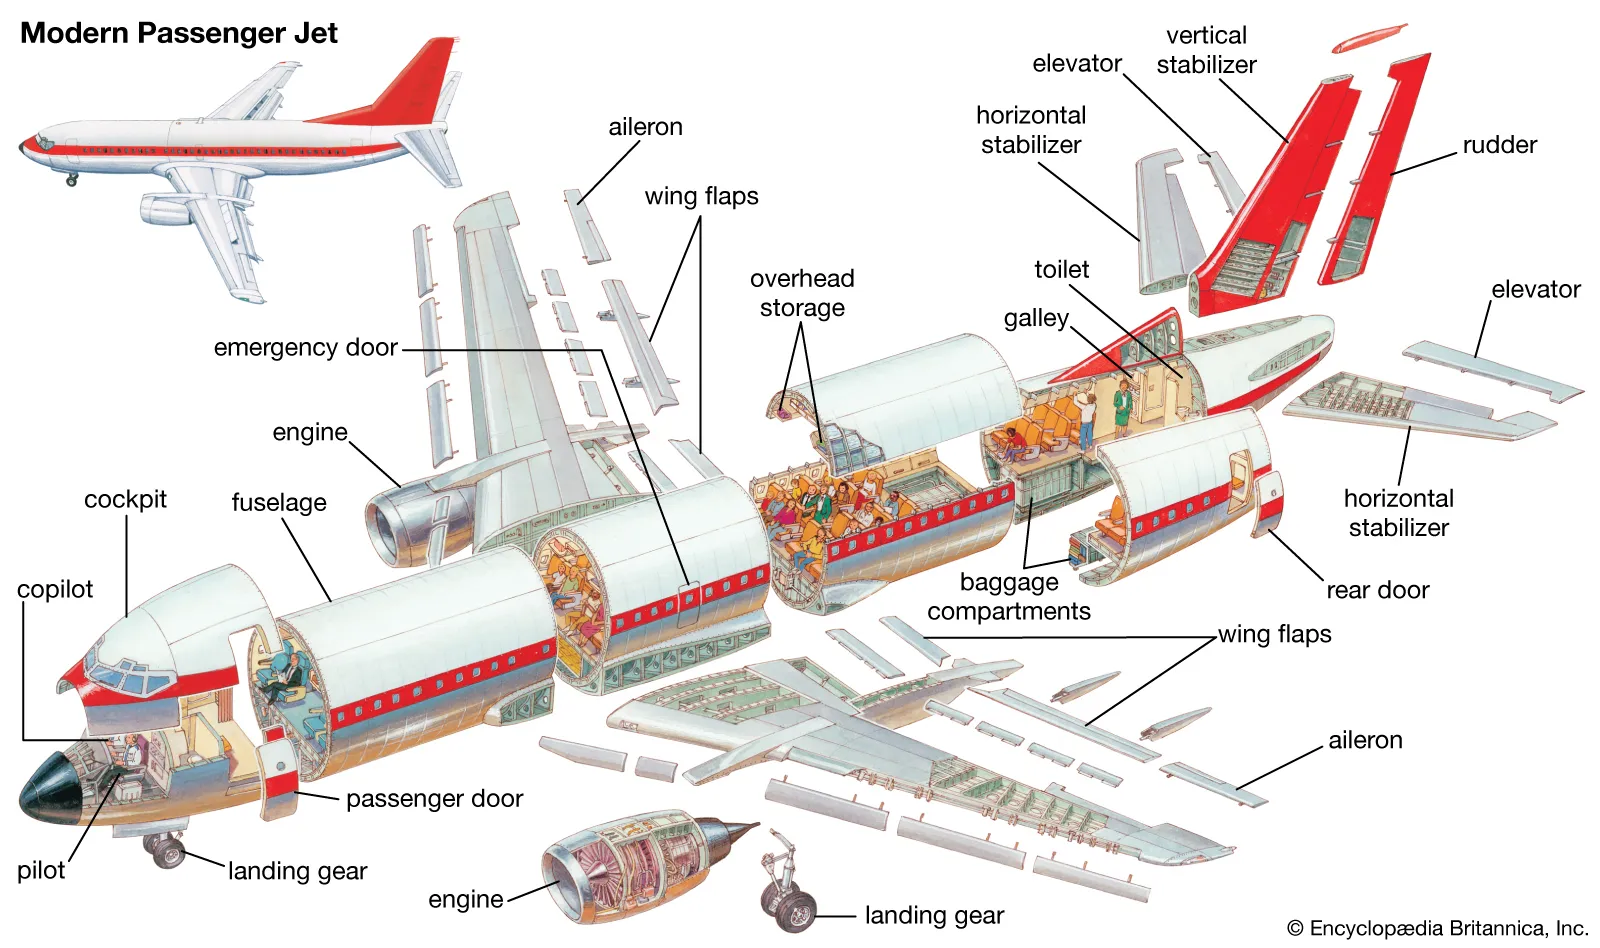 Modern Passenger Jet
vertical
stabilizer
elevator
horizontal
stabilizer
aileron
rudder
wing flaps
overhead
storage
toilet
galley
elevator
emergency door
engine
cockpit
fuselage
horizontal
stabilizer
copilot
baggage
compartments
rear door
wing flaps
aileron
passenger door
pilot
landing gear
engine
landing gear
© Encyclopædia Britannica, Inc.